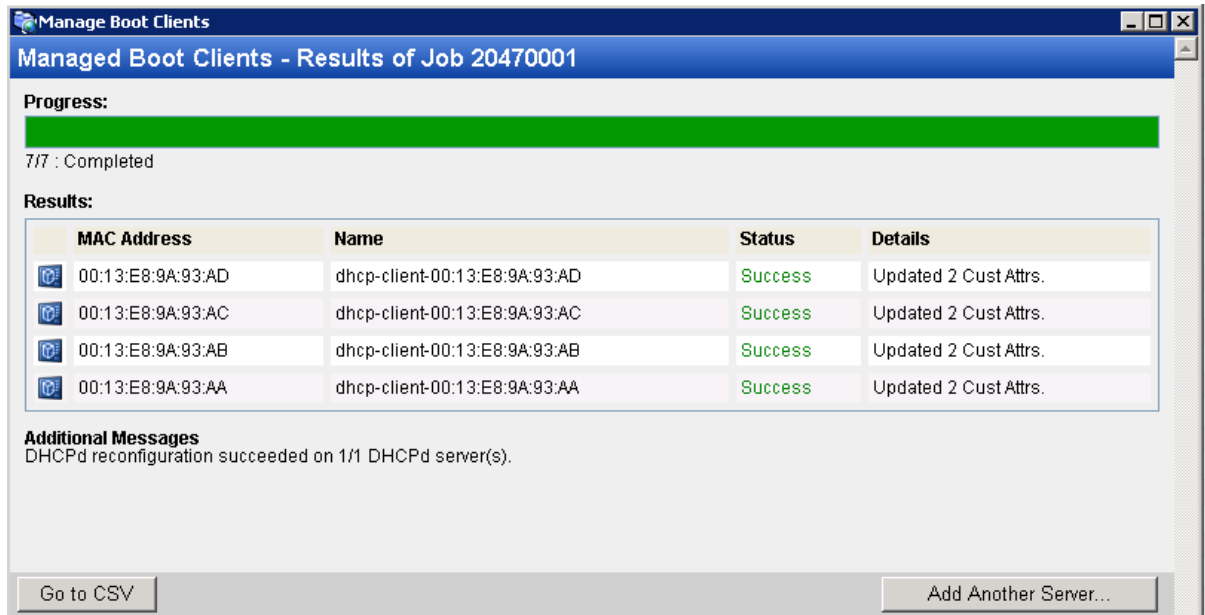 Manage Boot Clients
Managed Boot Clients - Results of Job 20470001
Progress:
7/7 : Completed
Results:
MAC Address Name Status Details
00:13:E8:9A:93:AD dhcp-client-00:13:E8:9A:93:AD Success Updated 2 Cust Attrs.
00:13:E8:9A:93:AC dhcp-client-00:13:E8:9A:93:AC Success Updated 2 Cust Attrs.
00:13:E8:9A:93:AB dhcp-client-00:13:E8:9A:93:AB Success Updated 2 Cust Attrs.
00:13:E8:9A:93:AA dhcp-client-00:13:E8:9A:93:AA Success Updated 2 Cust Attrs.
Additional Messages
DHCPd reconfiguration succeeded on 1/1 DHCPd server(s).
Go to CSV Add Another Server...